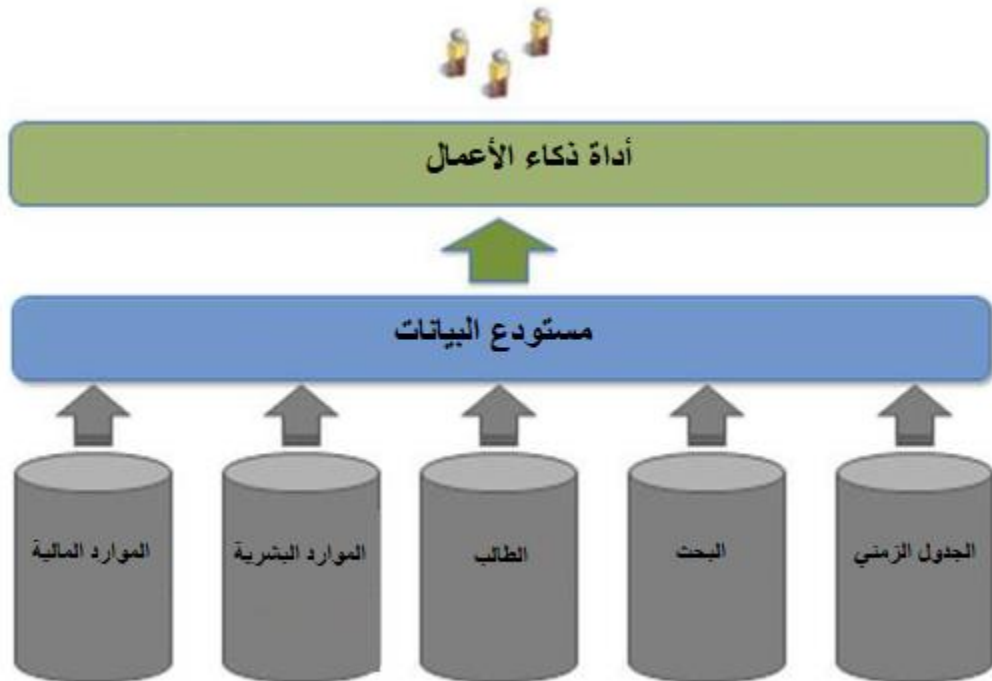 أداة ذكاء الأعمال
مستودع البيانات
الجدول الزمني
البحث
الطالب
الموارد البشرية
الموارد المالية